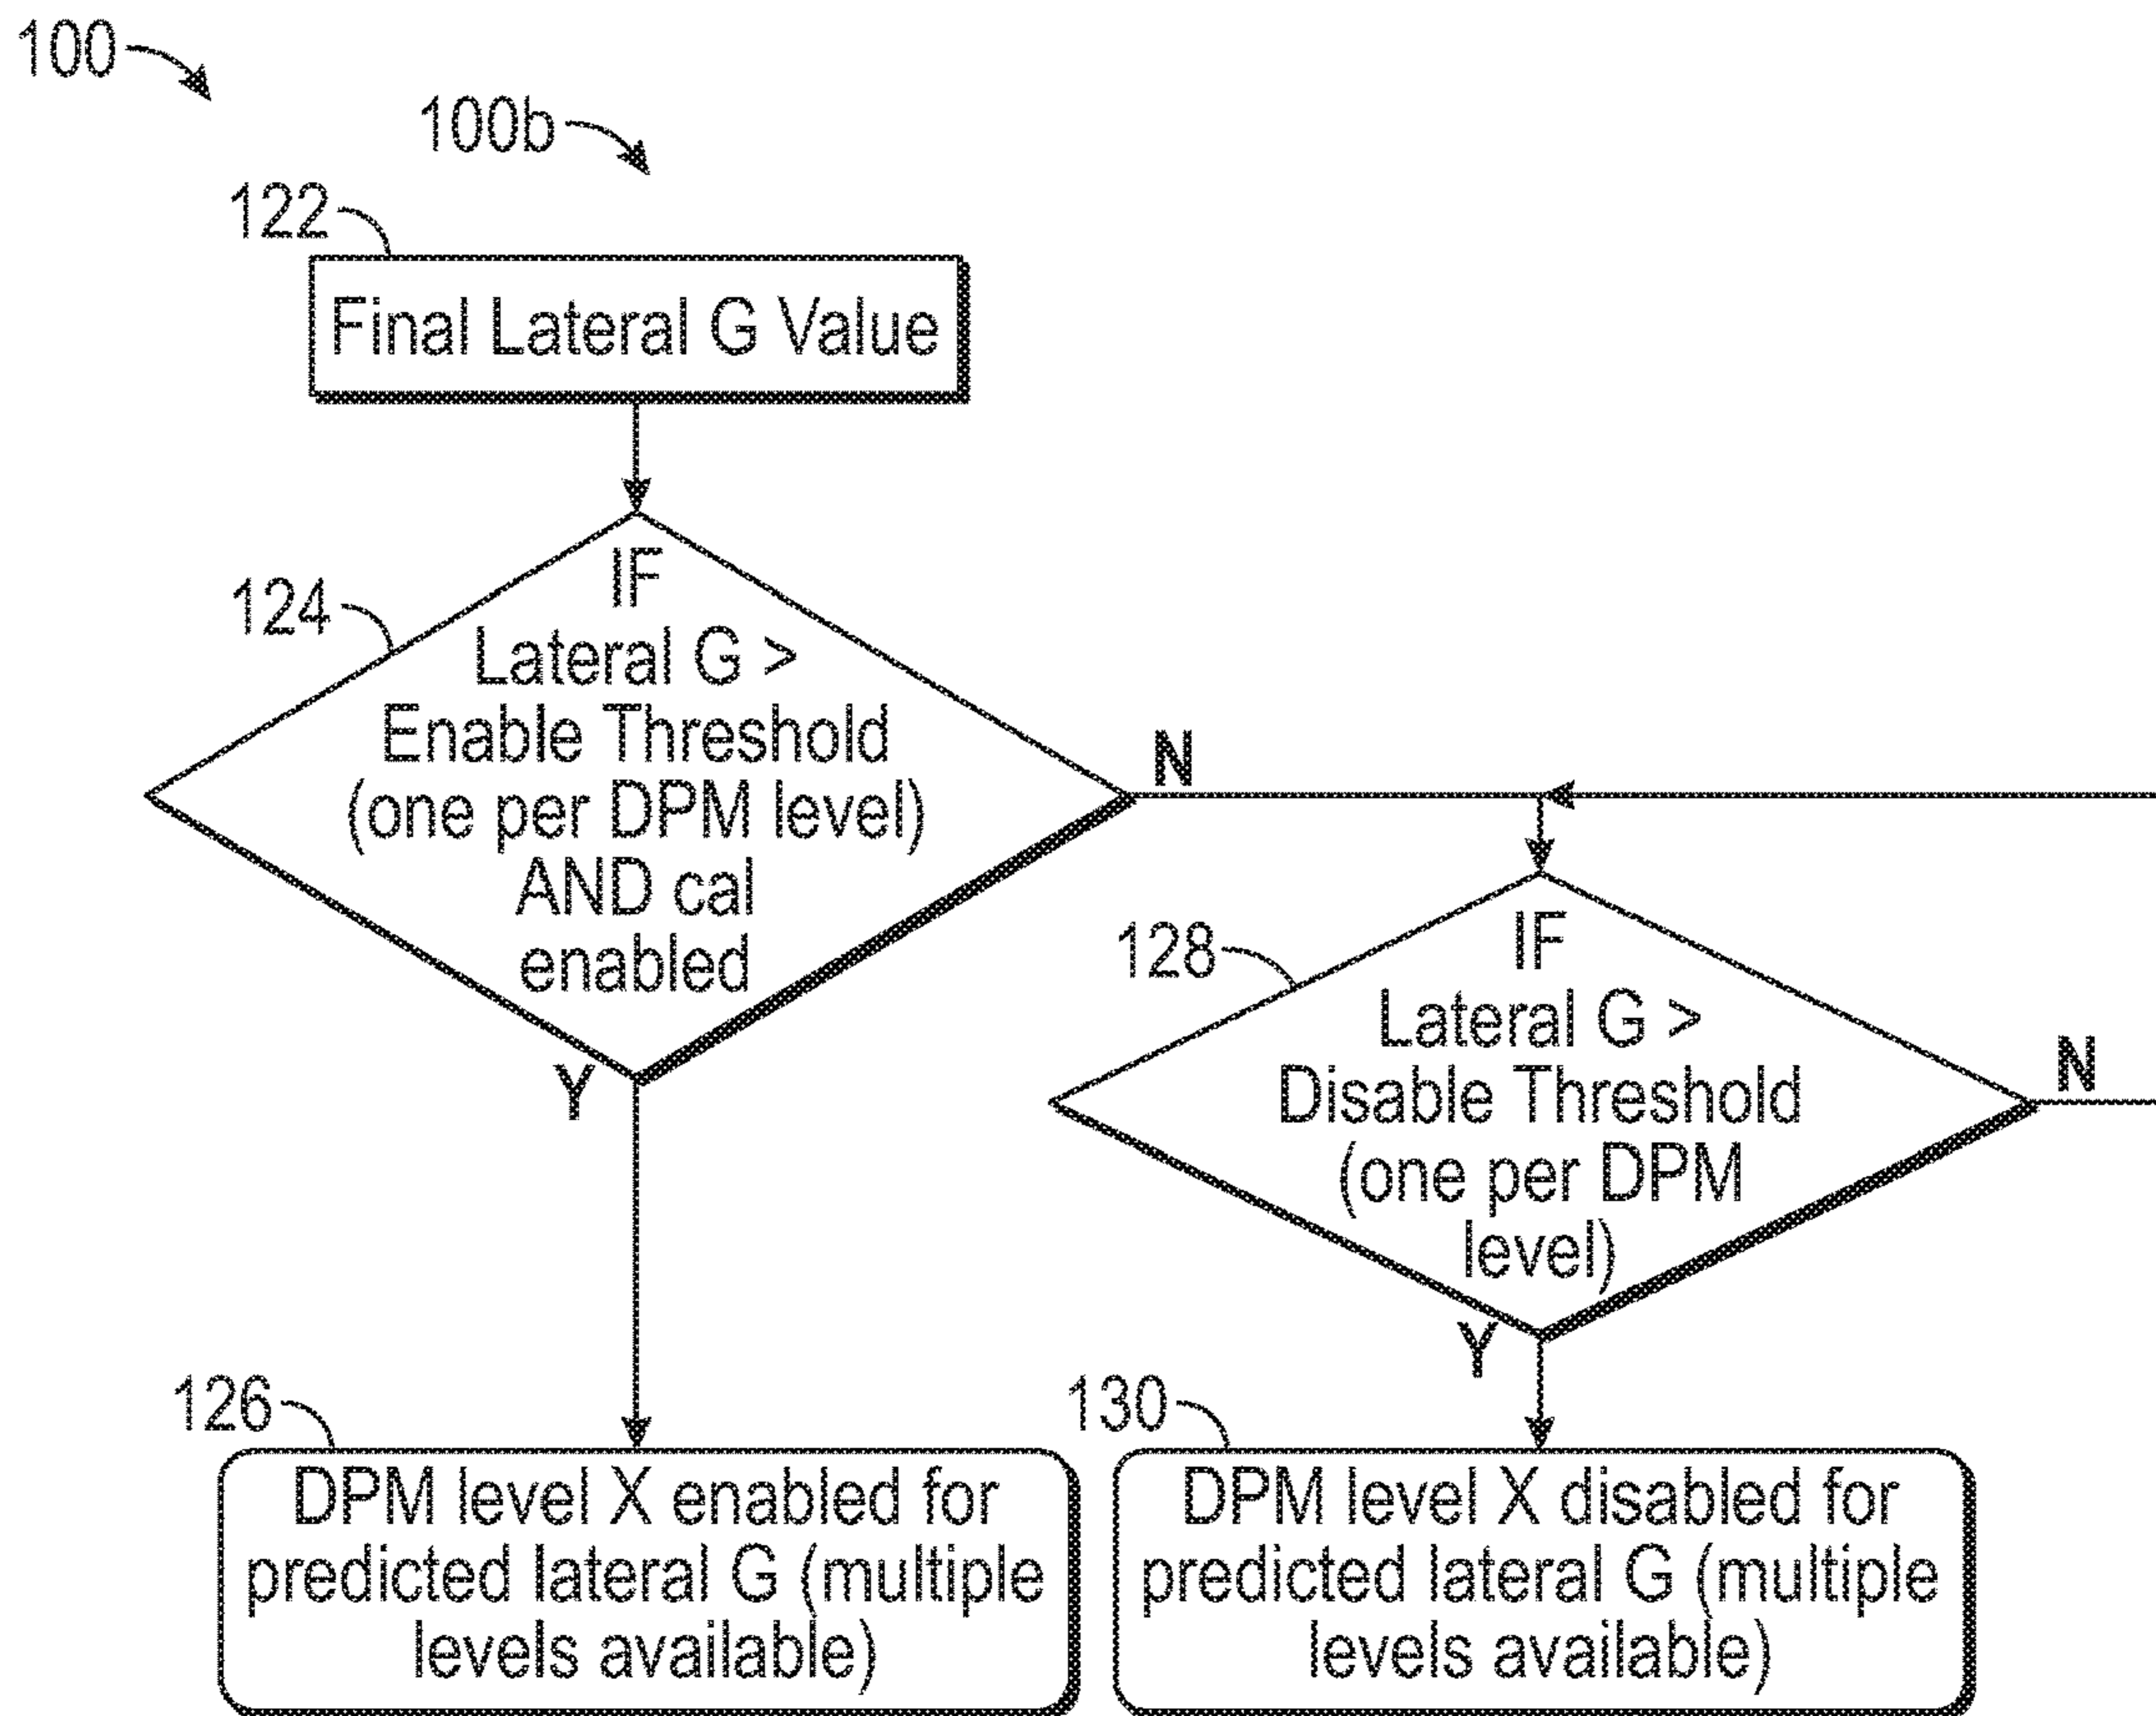 100
100b
122
Final Lateral G Value
124
IF
Lateral G >
Enable Threshold
(one per DPM level)
AND cal
enabled
N
Y
128
IF
Lateral G >
Disable Threshold
(one per DPM
level)
N
Y
126
DPM level X enabled for
predicted lateral G (multiple
levels available)
130
DPM level X disabled for
predicted lateral G (multiple
levels available)